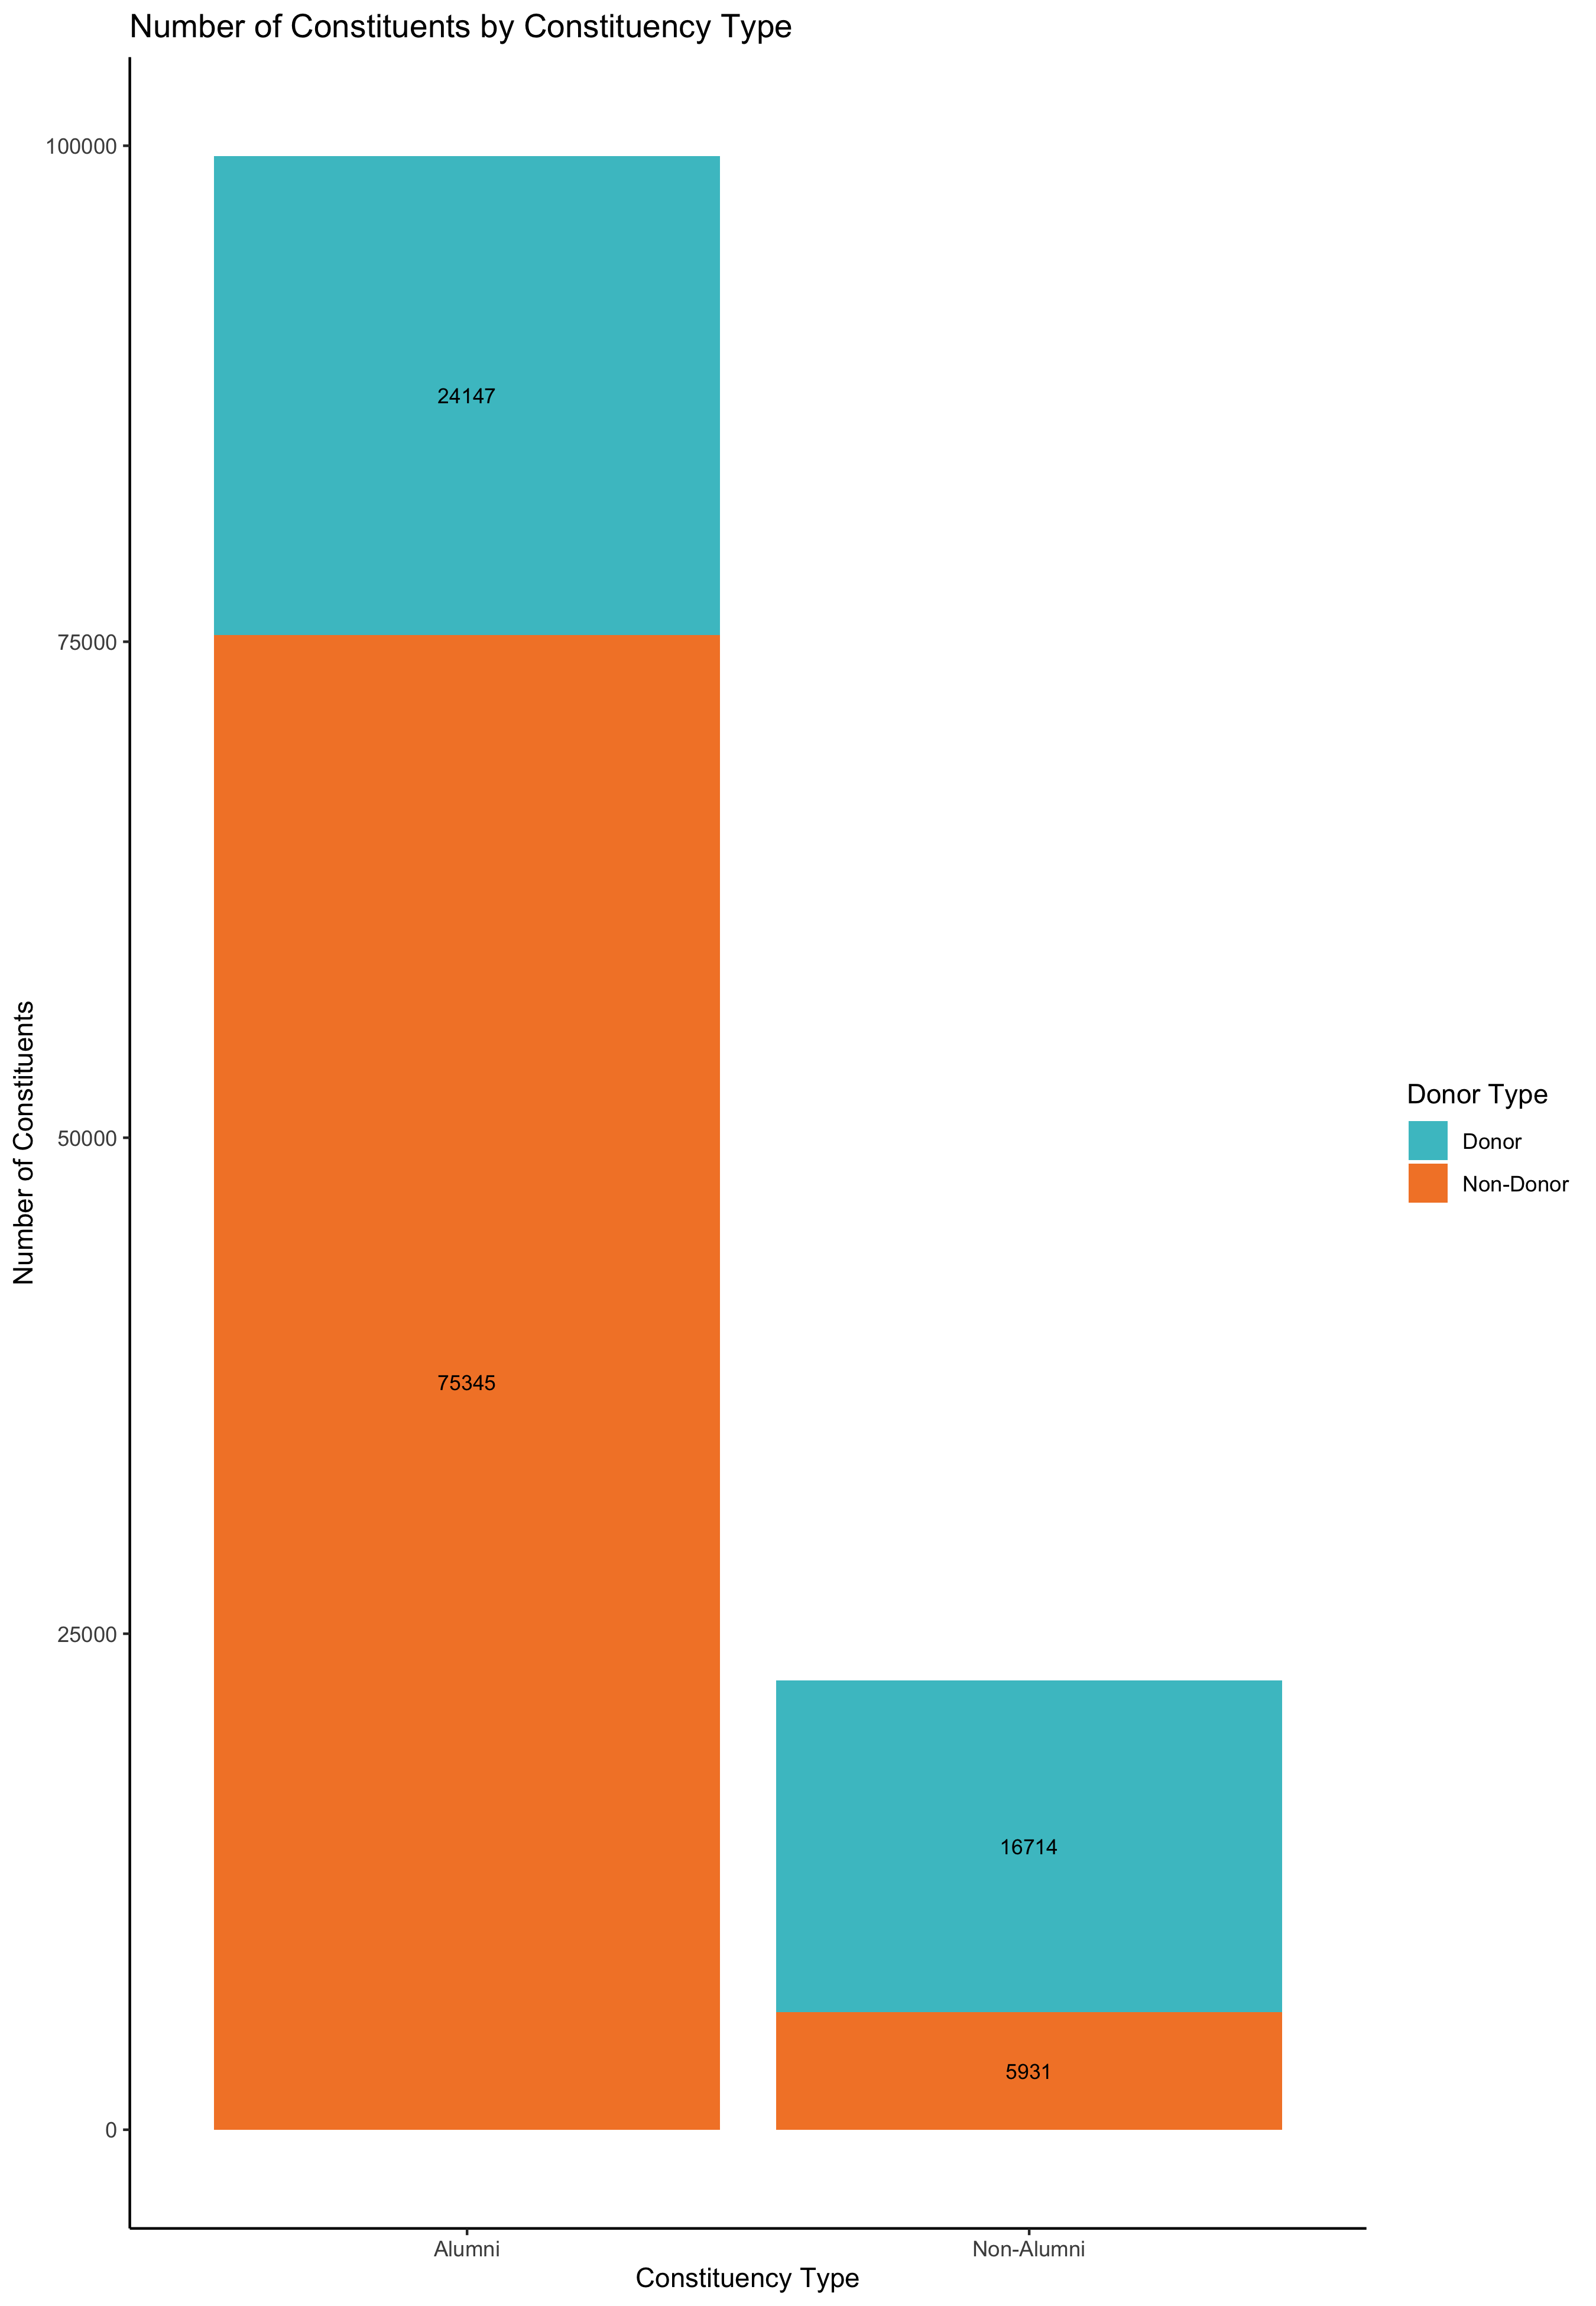 Number of Constituents by Constituency Type
100000
75000
50000
25000
0
Number of Constituents
24147
75345
16714
5931
Alumni
Non-Alumni
Constituency Type
Donor Type
Donor
Non-Donor